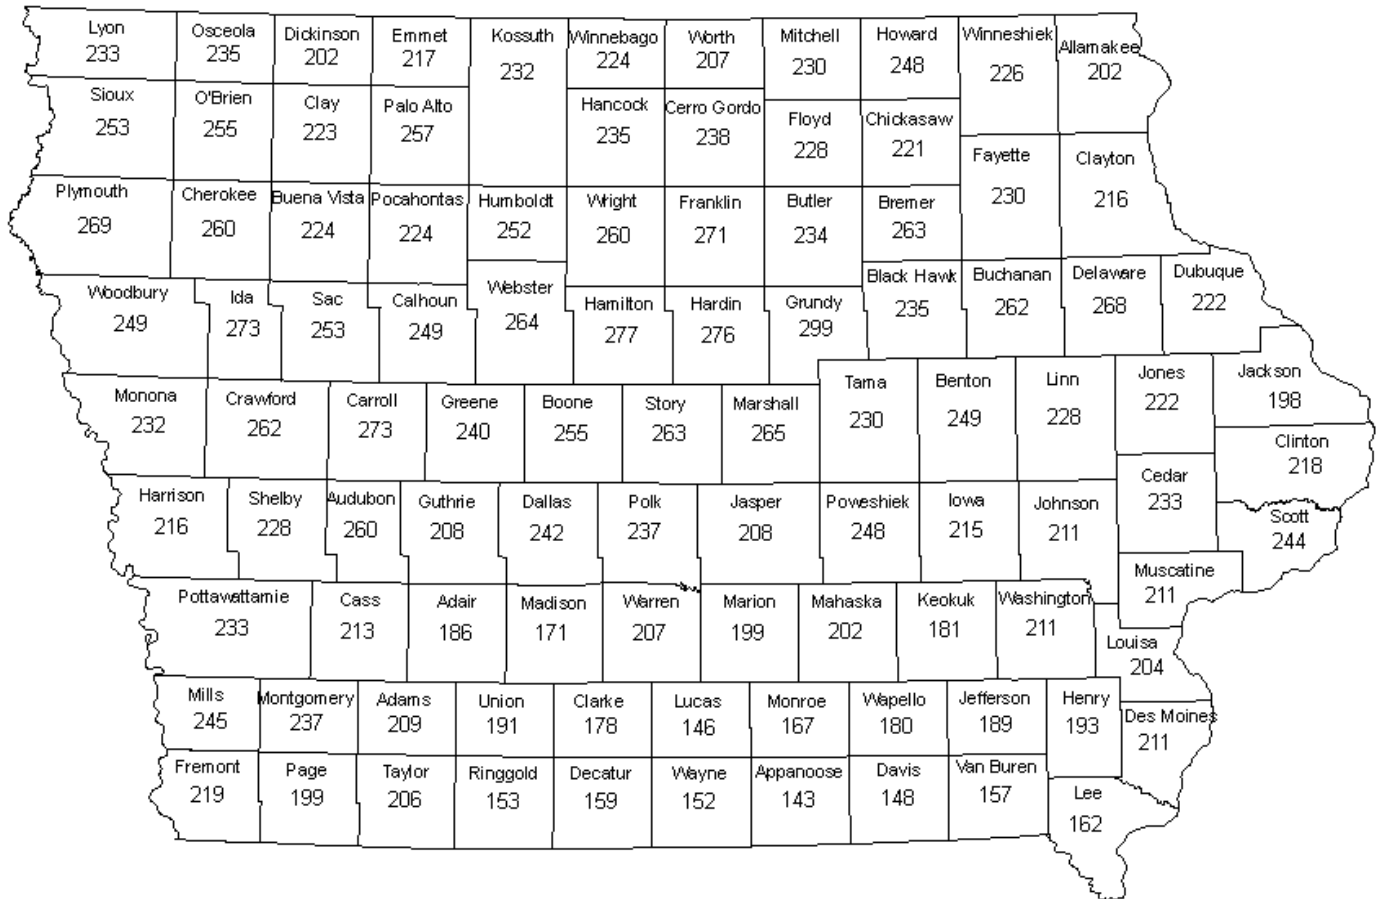 Lyon
233
Osceola
235
Dickinson
202
Emmet
217
Kossuth
232
Winnebago
224
Worth
207
Mitchell
230
Howard
248
Winneshiek
226
Allamakee
202
Sioux
253
O'Brien
255
Clay
223
Palo Alto
257
Hancock
235
Cerro Gordo
238
Floyd
228
Chickasaw
221
Fayette
230
Clayton
216
Plymouth
269
Cherokee
260
Buena Vista
224
Pocahontas
224
Humboldt
252
Wright
260
Franklin
271
Butler
234
Bremer
263
Woodbury
249
Ida
273
Sac
253
Calhoun
249
Webster
264
Hamilton
277
Hardin
276
Grundy
299
Black Hawk
235
Buchanan
262
Delaware
268
Dubuque
222
Monona
232
Crawford
262
Carroll
273
Greene
240
Boone
255
Story
263
Marshall
265
Tama
230
Benton
249
Linn
228
Jones
222
Jackson
198
Clinton
218
Cedar
233
Harrison
216
Shelby
228
Audubon
260
Guthrie
208
Dallas
242
Polk
237
Jasper
208
Poweshiek
248
Iowa
215
Johnson
211
Scott
244
Muscatine
211
Pottawattamie
233
Cass
213
Adair
186
Madison
171
Warren
207
Marion
199
Mahaska
202
Keokuk
181
Washington
211
Louisa
204
Mills
245
Montgomery
237
Adams
209
Union
191
Clarke
178
Lucas
146
Monroe
167
Wapello
180
Jefferson
189
Henry
193
Des Moines
211
Fremont
219
Page
199
Taylor
206
Ringgold
153
Decatur
159
Wayne
152
Appanoose
143
Davis
148
Van Buren
157
Lee
162